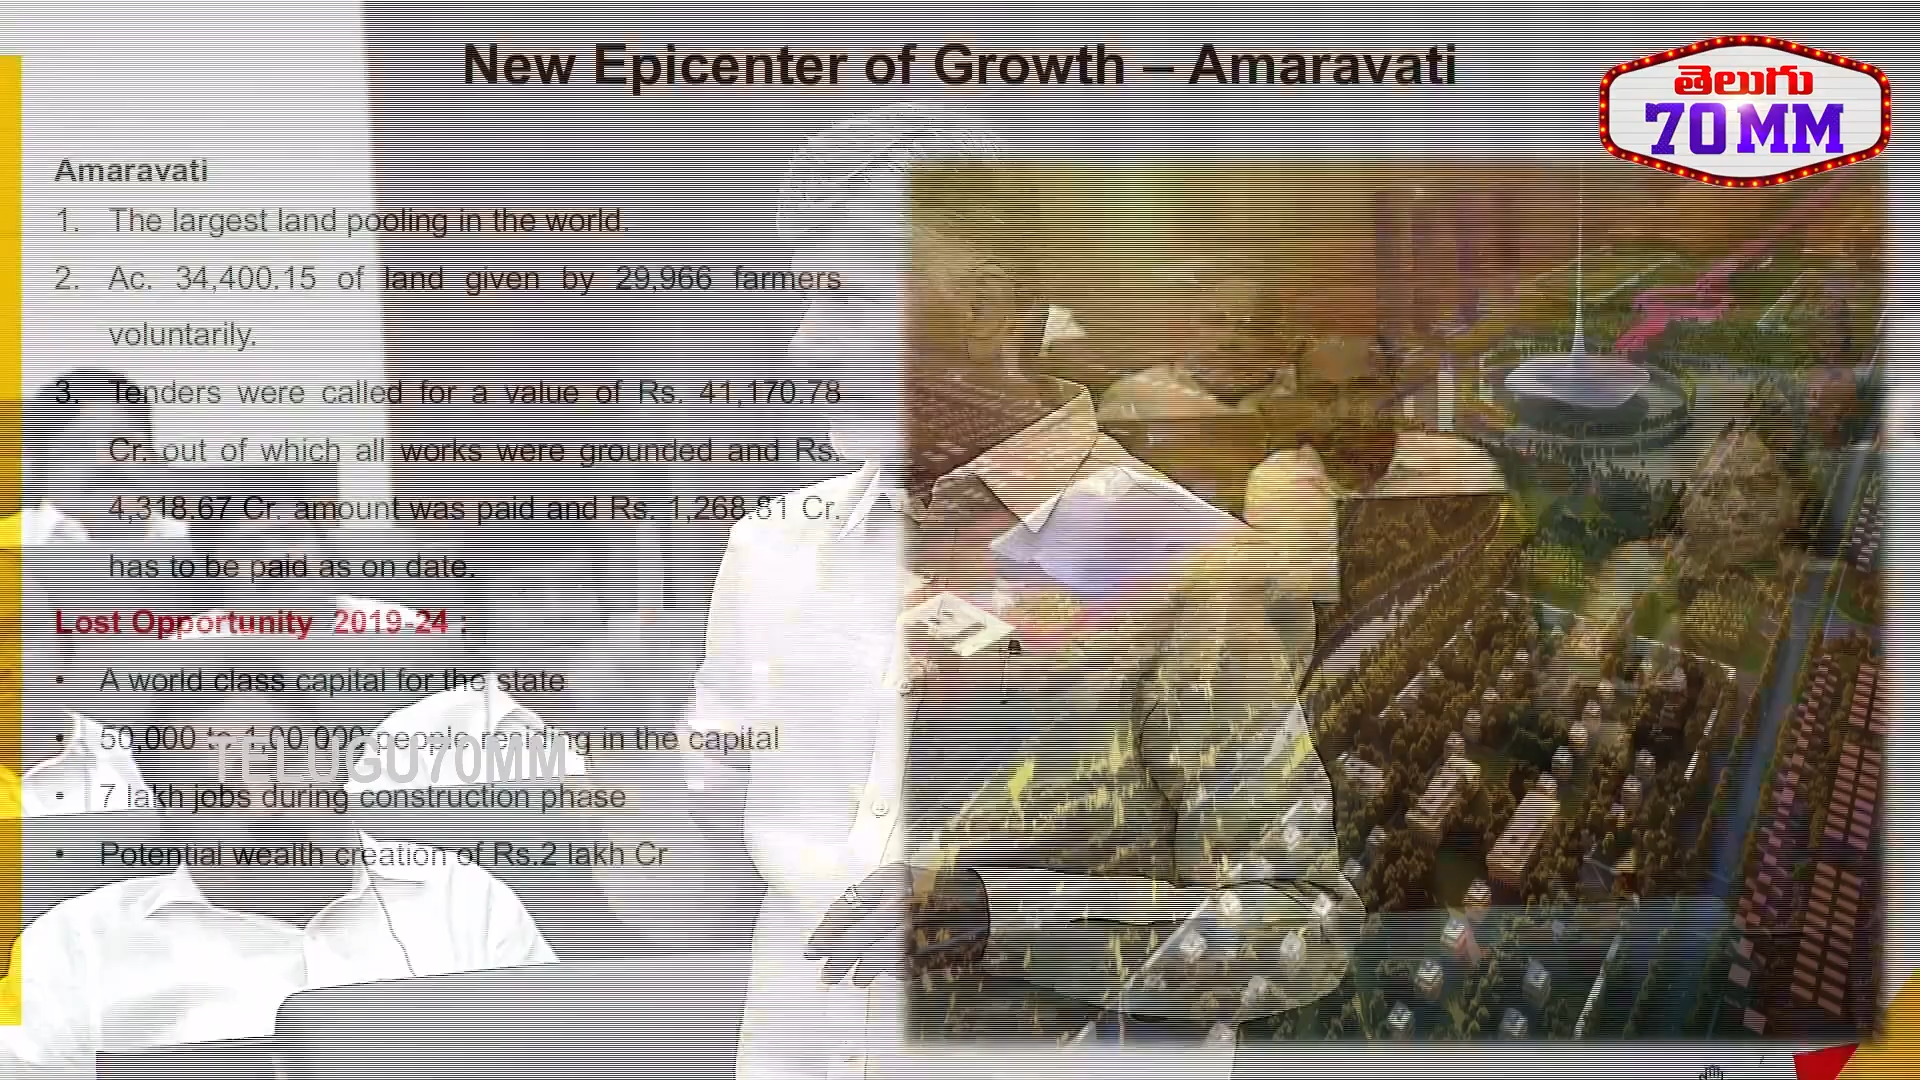 New Epicenter of Growth – Amaravati
తెలుగు
70MM
Amaravati
1. The largest land pooling in the world.
2. Ac. 34,400.15 of land given by 29,966 farmers
voluntarily.
3. Tenders were called for a value of Rs. 41,170.78
Cr. out of which all works were grounded and Rs.
4,318.67 Cr. amount was paid and Rs. 1,268.81 Cr.
has to be paid as on date.
Lost Opportunity 2019-24 :
• A world class capital for the state
• 50,000 to 1,00,000 people residing in the capital
TELUGU70MM
• 7 lakh jobs during construction phase
• Potential wealth creation of Rs.2 lakh Cr